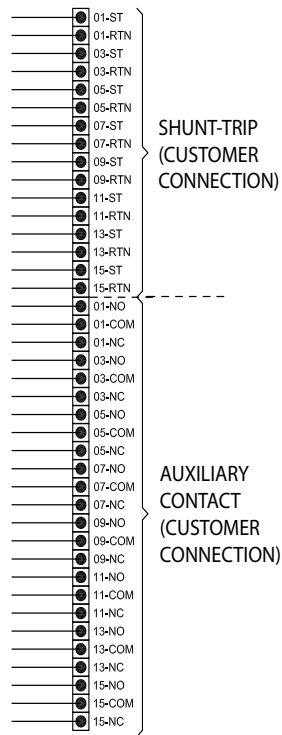 01-ST
01-RTN
03-ST
03-RTN
05-ST
05-RTN
07-ST
07-RTN
09-ST
09-RTN
11-ST
11-RTN
13-ST
13-RTN
15-ST
15-RTN
SHUNT-TRIP
(CUSTOMER
CONNECTION)
01-NO
01-COM
01-NC
03-NO
03-COM
03-NC
05-NO
05-COM
05-NC
07-NO
07-COM
07-NC
09-NO
09-COM
09-NC
11-NO
11-COM
11-NC
13-NO
13-COM
13-NC
15-NO
15-COM
15-NC
AUXILIARY
CONTACT
(CUSTOMER
CONNECTION)